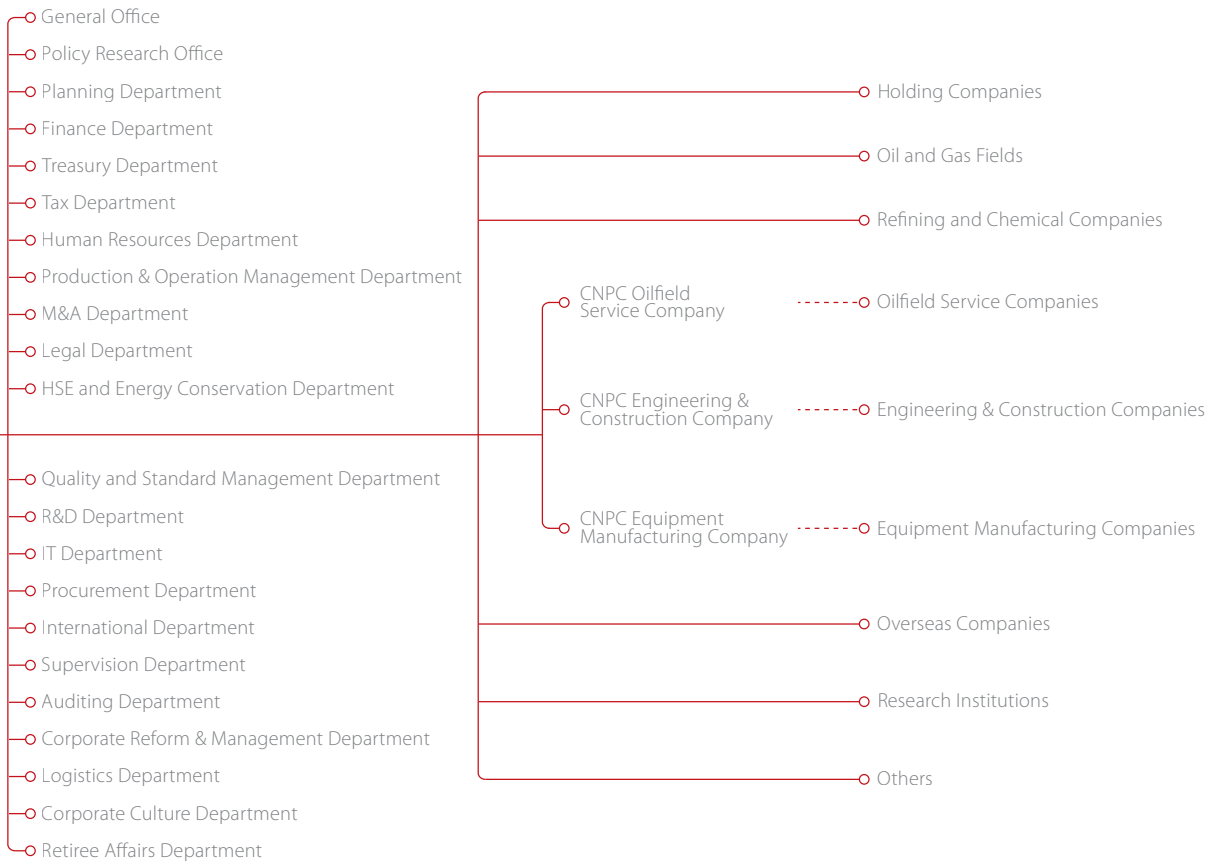 General Office
Policy Research Office
Planning Department
Finance Department
Treasury Department
Tax Department
Human Resources Department
Production & Operation Management Department
M&A Department
Legal Department
HSE and Energy Conservation Department
Quality and Standard Management Department
R&D Department
IT Department
Procurement Department
International Department
Supervision Department
Auditing Department
Corporate Reform & Management Department
Logistics Department
Corporate Culture Department
Retiree Affairs Department
CNPC Oilfield
Service Company
CNPC Engineering &
Construction Company
CNPC Equipment
Manufacturing Company
Holding Companies
Oil and Gas Fields
Refining and Chemical Companies
Oilfield Service Companies
Engineering & Construction Companies
Equipment Manufacturing Companies
Overseas Companies
Research Institutions
Others